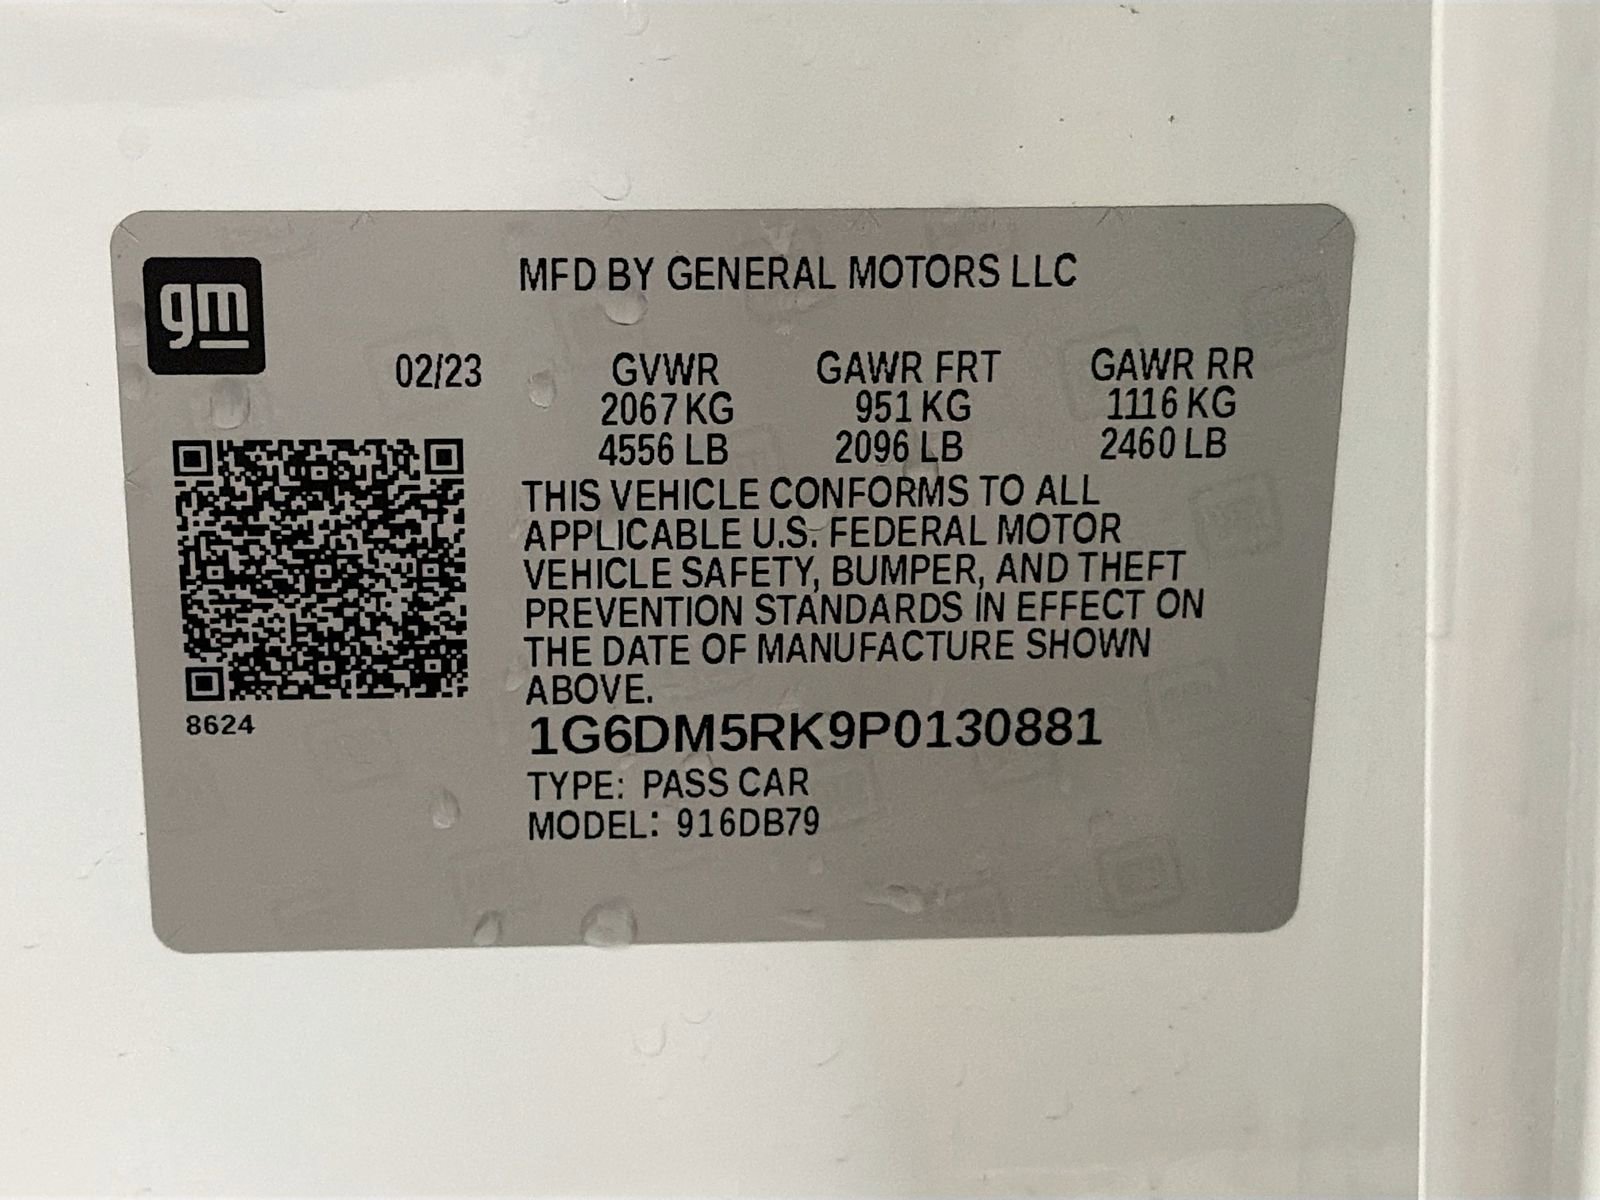 gm
MFD BY GENERAL MOTORS LLC
02/23 GVWR GAWR FRT GAWR RR
2067 KG 951 KG 1116 KG
4556 LB 2096 LB 2460 LB
THIS VEHICLE CONFORMS TO ALL
APPLICABLE U.S. FEDERAL MOTOR
VEHICLE SAFETY, BUMPER, AND THEFT
PREVENTION STANDARDS IN EFFECT ON
THE DATE OF MANUFACTURE SHOWN
ABOVE.
8624
1G6DM5RK9P0130881
TYPE: PASS CAR
MODEL: 916DB79